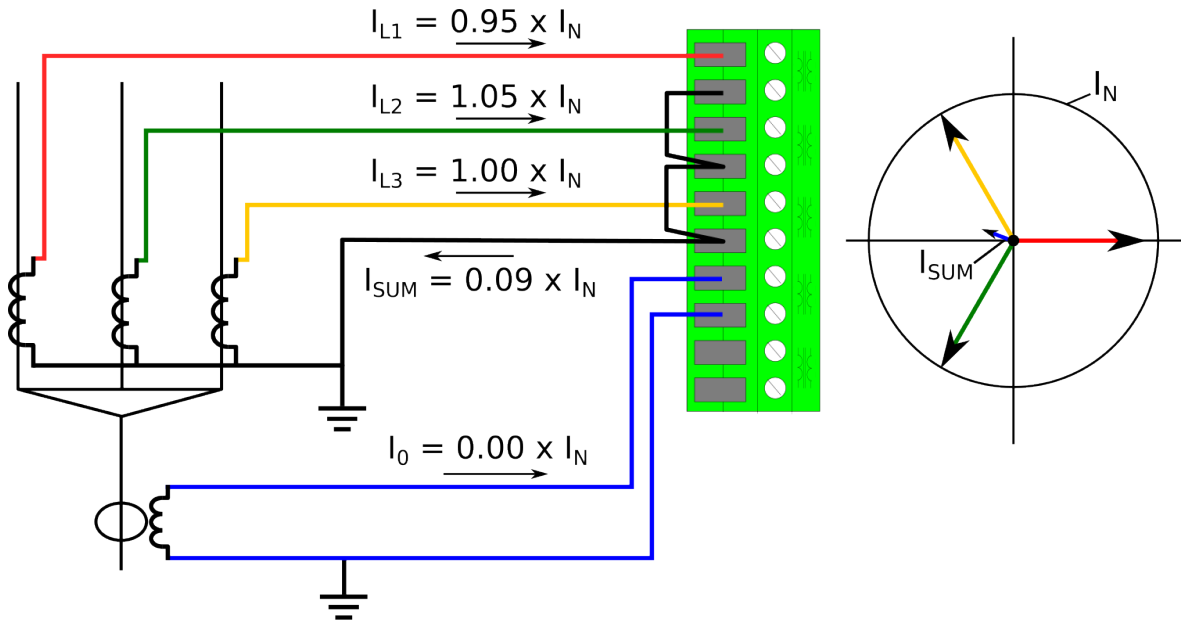 I_L1 = 0.95 x I_N
I_L2 = 1.05 x I_N
I_L3 = 1.00 x I_N
I_SUM = 0.09 x I_N
I_0 = 0.00 x I_N
I_N
I_SUM